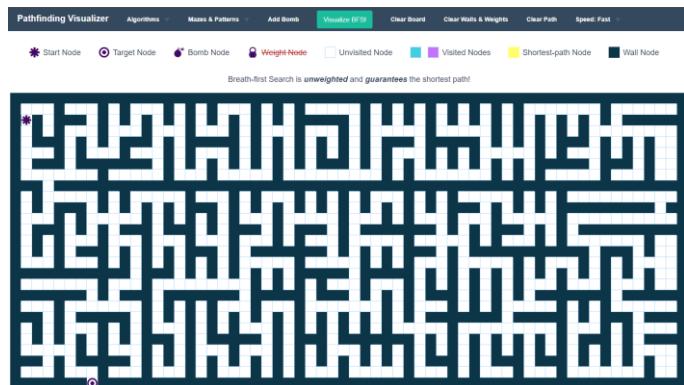 Pathfinding Visualizer Algorithms Mazes & Patterns Add Bomb Visualize BFS! Clear Board Clear Walls & Weights Clear Path Speed: Fast
Start Node Target Node Bomb Node Weight Node Unvisited Node Visited Nodes Shortest-path Node Wall Node
Breath-first Search is unweighted and guarantees the shortest path!